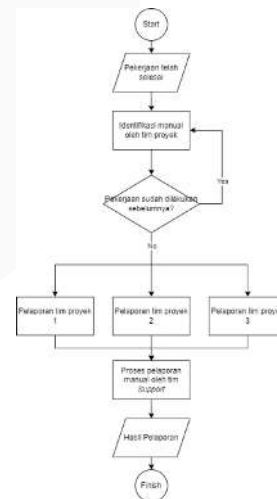 Start
Pekerjaan telah
selesai
Identifikasi manual
oleh tim proyek
Yes
Pekerjaan sudah dilakukan
sebelumnya?
No
Pelaporan tim proyek
1
Pelaporan tim proyek
2
Pelaporan tim proye
3
Proses pelaporan
manual oleh tim
Support
Hasil Pelaporan
Finish